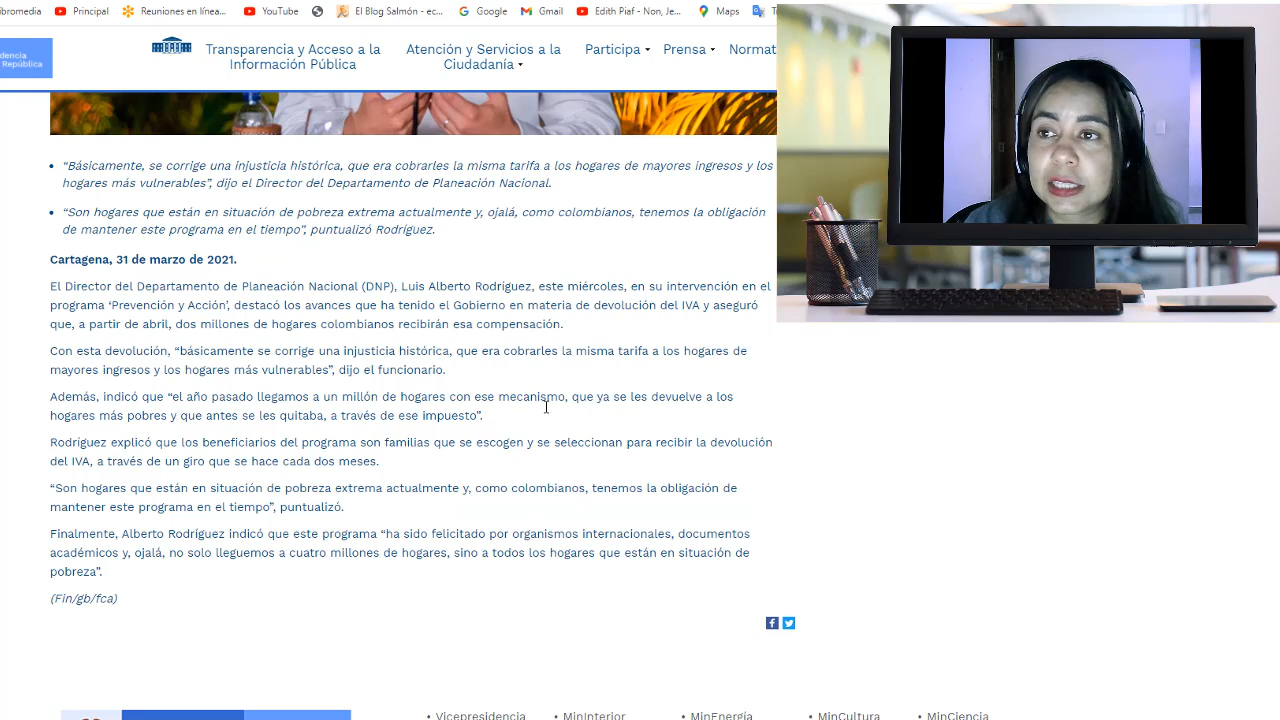 ibromedia Principal Reuniones en línea... YouTube El Blog Salmón - ec... Google Gmail Edith Piaf - Non, Je... Maps
dencia
República
Transparencia y Acceso a la
Información Pública
Atención y Servicios a la
Ciudadanía
Participa
Prensa
Normat
• “Básicamente, se corrige una injusticia histórica, que era cobrarles la misma tarifa a los hogares de mayores ingresos y los
hogares más vulnerables”, dijo el Director del Departamento de Planeación Nacional.
• “Son hogares que están en situación de pobreza extrema actualmente y, ojalá, como colombianos, tenemos la obligación
de mantener este programa en el tiempo”, puntualizó Rodríguez.
Cartagena, 31 de marzo de 2021.
El Director del Departamento de Planeación Nacional (DNP), Luis Alberto Rodríguez, este miércoles, en su intervención en el
programa ‘Prevención y Acción’, destacó los avances que ha tenido el Gobierno en materia de devolución del IVA y aseguró
que, a partir de abril, dos millones de hogares colombianos recibirán esa compensación.
Con esta devolución, “básicamente se corrige una injusticia histórica, que era cobrarles la misma tarifa a los hogares de
mayores ingresos y los hogares más vulnerables”, dijo el funcionario.
Además, indicó que “el año pasado llegamos a un millón de hogares con ese mecanismo, que ya se les devuelve a los
hogares más pobres y que antes se les quitaba, a través de ese impuesto”.
Rodríguez explicó que los beneficiarios del programa son familias que se escogen y se seleccionan para recibir la devolución
del IVA, a través de un giro que se hace cada dos meses.
“Son hogares que están en situación de pobreza extrema actualmente y, como colombianos, tenemos la obligación de
mantener este programa en el tiempo”, puntualizó.
Finalmente, Alberto Rodríguez indicó que este programa “ha sido felicitado por organismos internacionales, documentos
académicos y, ojalá, no solo lleguemos a cuatro millones de hogares, sino a todos los hogares que están en situación de
pobreza”.
(Fin/gb/fca)
• Vicepresidencia • MinInterior • MinEnergía • MinCultura • MinCiencia